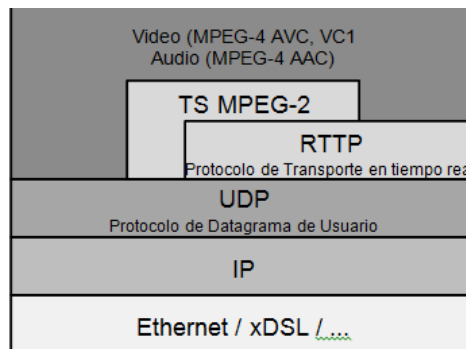 Video (MPEG-4 AVC, VC1
Audio (MPEG-4 AAC)
TS MPEG-2
RTTP
Protocolo de Transporte en tiempo rea
UDP
Protocolo de Datagrama de Usuario
IP
Ethernet / xDSL / ...